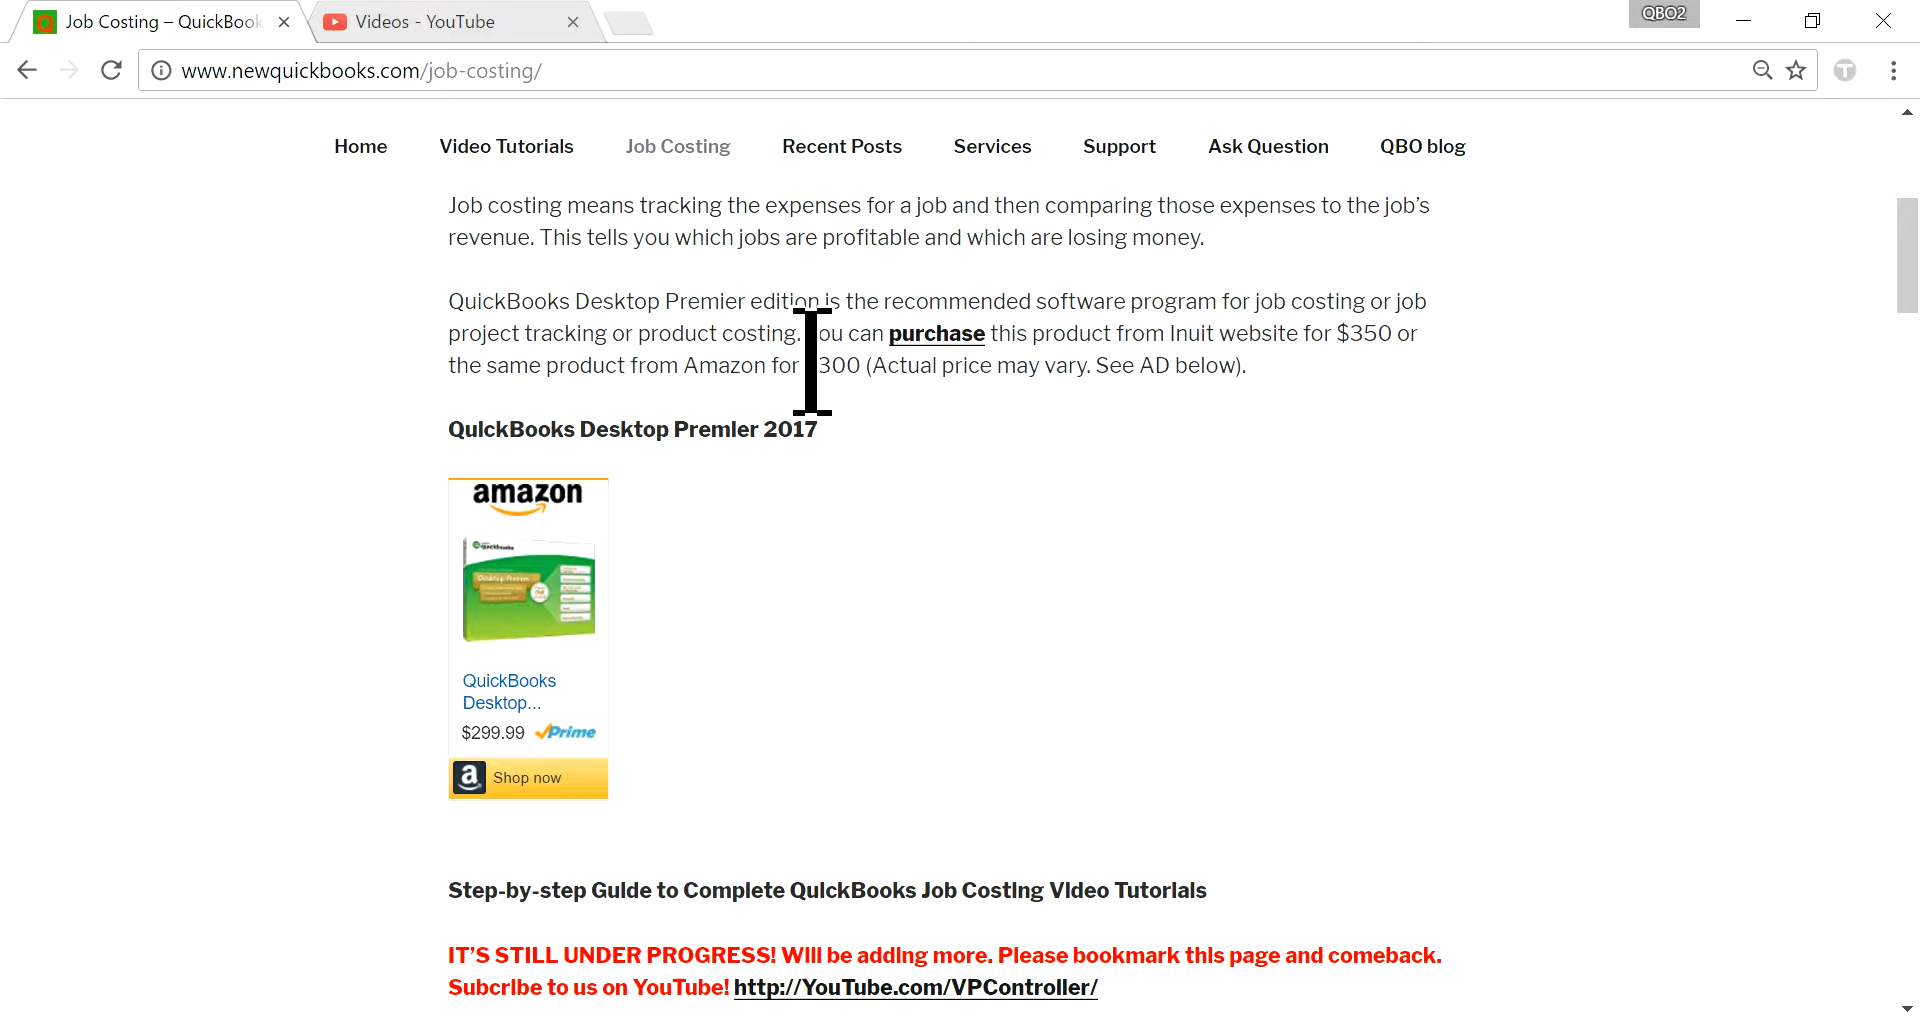 Job Costing – QuickBook
Videos - YouTube
QBO2
www.newquickbooks.com/job-costing/
Home Video Tutorials Job Costing Recent Posts Services Support Ask Question QBO blog
Job costing means tracking the expenses for a job and then comparing those expenses to the job's
revenue. This tells you which jobs are profitable and which are losing money.
QuickBooks Desktop Premier edition is the recommended software program for job costing or job
project tracking or product costing. ou can purchase this product from Inuit website for $350 or
the same product from Amazon for 300 (Actual price may vary. See AD below).
QuickBooks Desktop Premier 2017
amazon
quickbooks
Desktop Premier
QuickBooks
Desktop...
$299.99 Prime
a Shop now
Step-by-step Guide to Complete QuickBooks Job Costing Video Tutorials
IT'S STILL UNDER PROGRESS! Will be adding more. Please bookmark this page and comeback.
Subcribe to us on YouTube! http://YouTube.com/VPController/